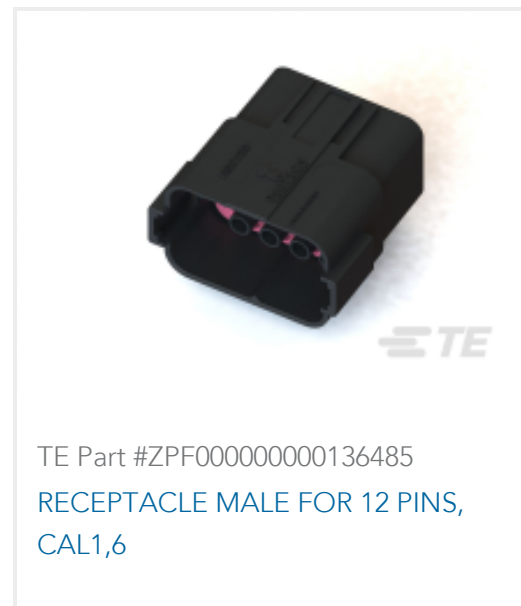 TE
TE Part #ZPF000000000136485
RECEPTACLE MALE FOR 12 PINS,
CAL1,6